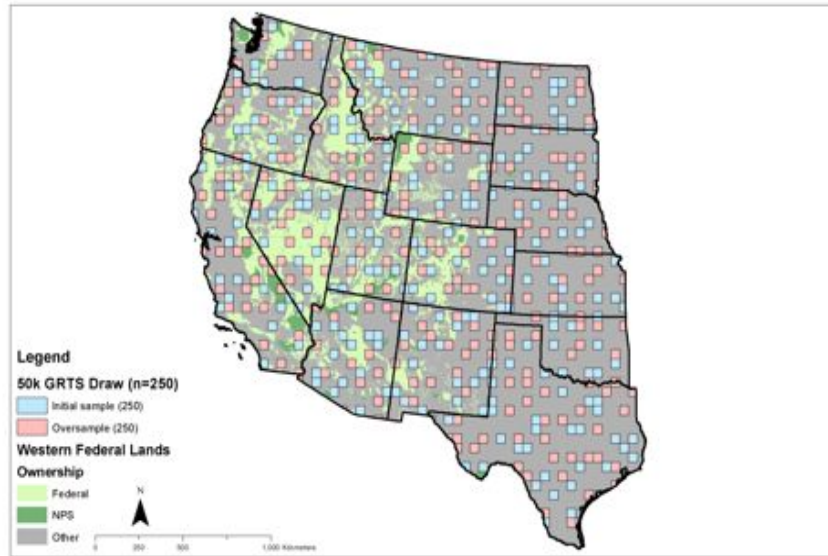 Legend
50k GRTS Draw (n=250)
Initial sample (250)
Oversample (250)
Western Federal Lands
Ownership
Federal
NPS
Other
N
0 250 500 1,000 Kilometers